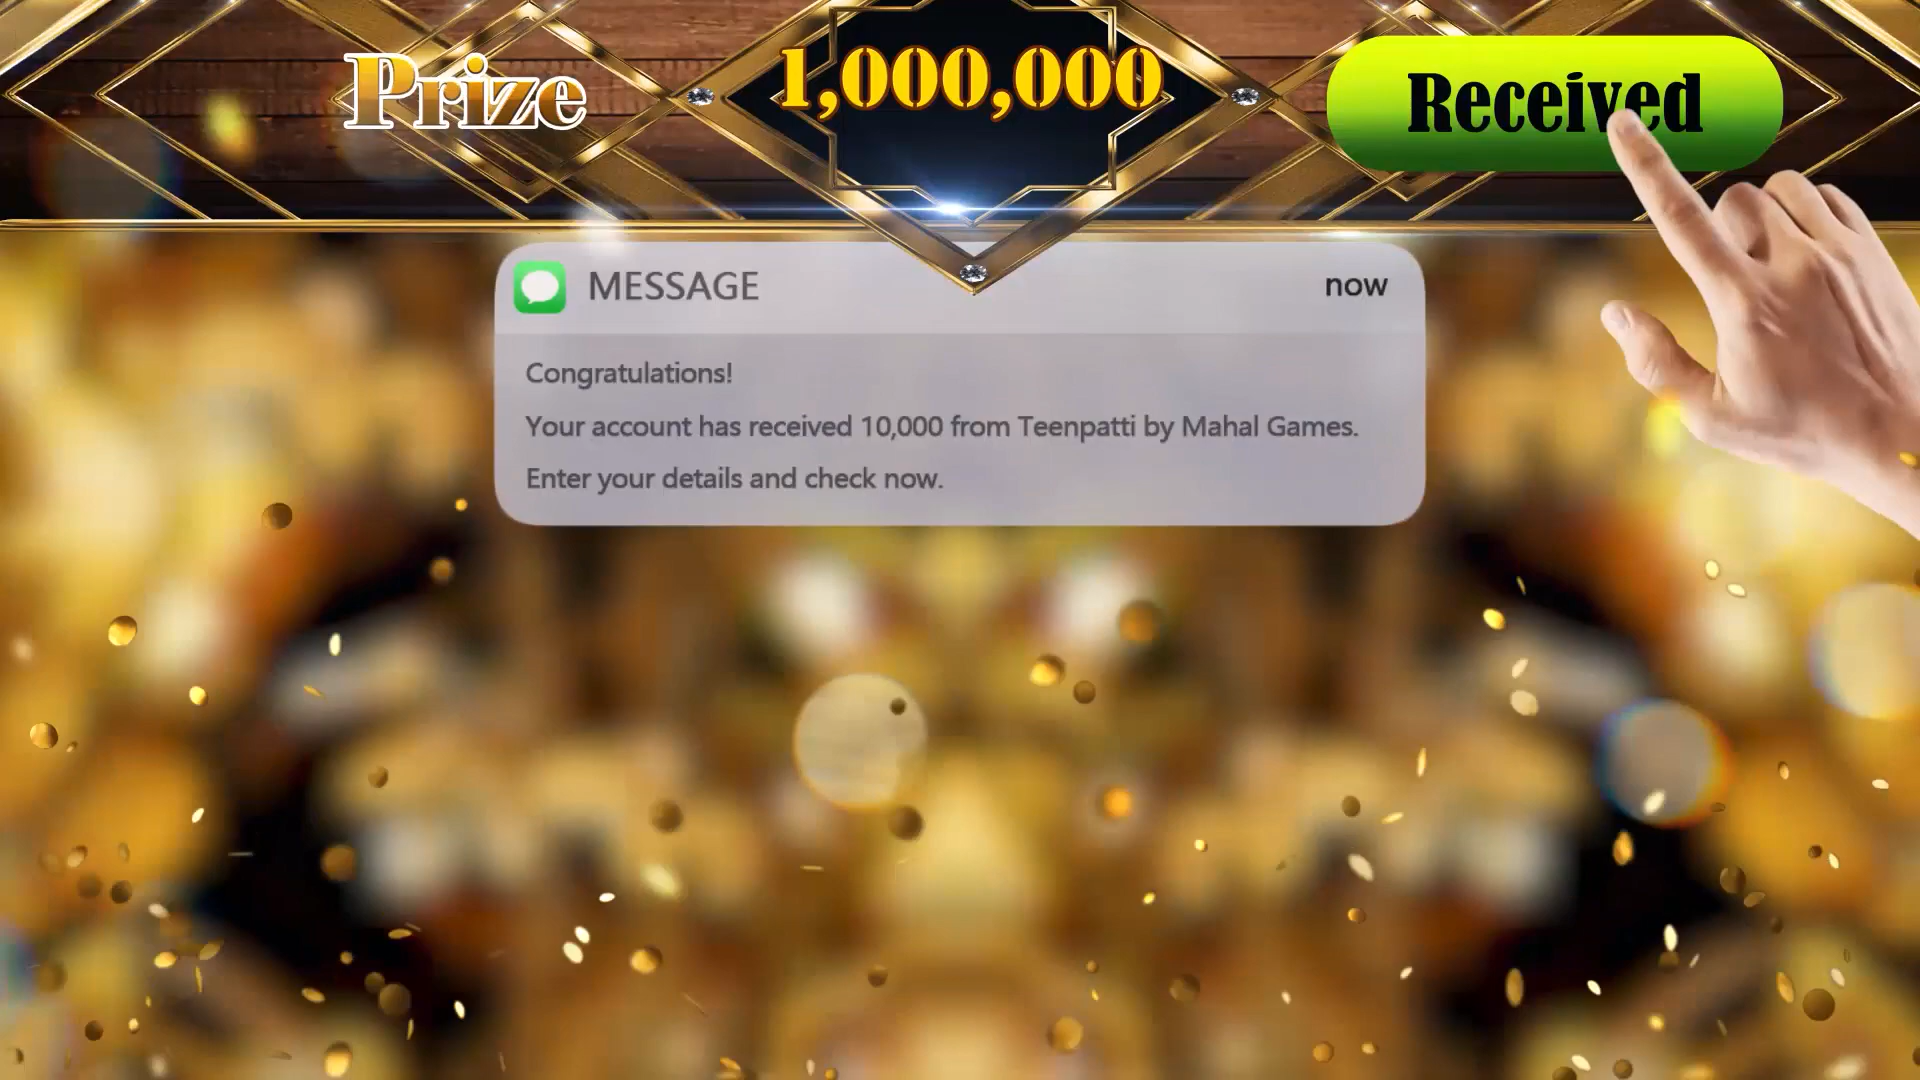 Prize
1,000,000
Received
MESSAGE
now
Congratulations!
Your account has received 10,000 from Teenpatti by Mahal Games.
Enter your details and check now.